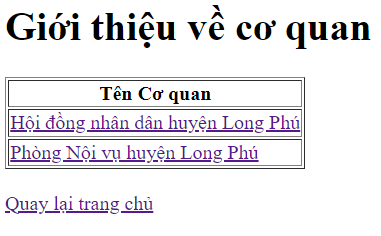 Giới thiệu về cơ quan
Tên Cơ quan
Hội đồng nhân dân huyện Long Phú
Phòng Nội vụ huyện Long Phú
Quay lại trang chủ